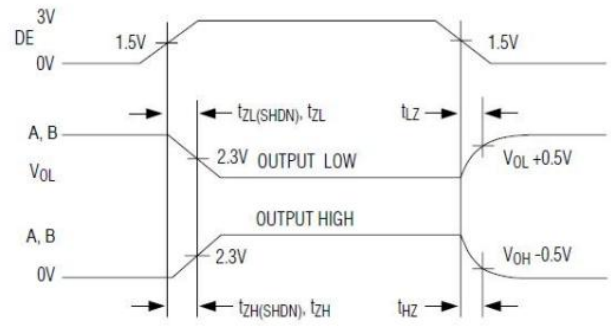 3V
DE
1.5V
1.5V
0V
tZL(SHDN), tZL
tLZ
A, B
2.3V
OUTPUT LOW
VOL +0.5V
VOL
OUTPUT HIGH
A, B
2.3V
VOH -0.5V
0V
tZH(SHDN), tZH
tHZ